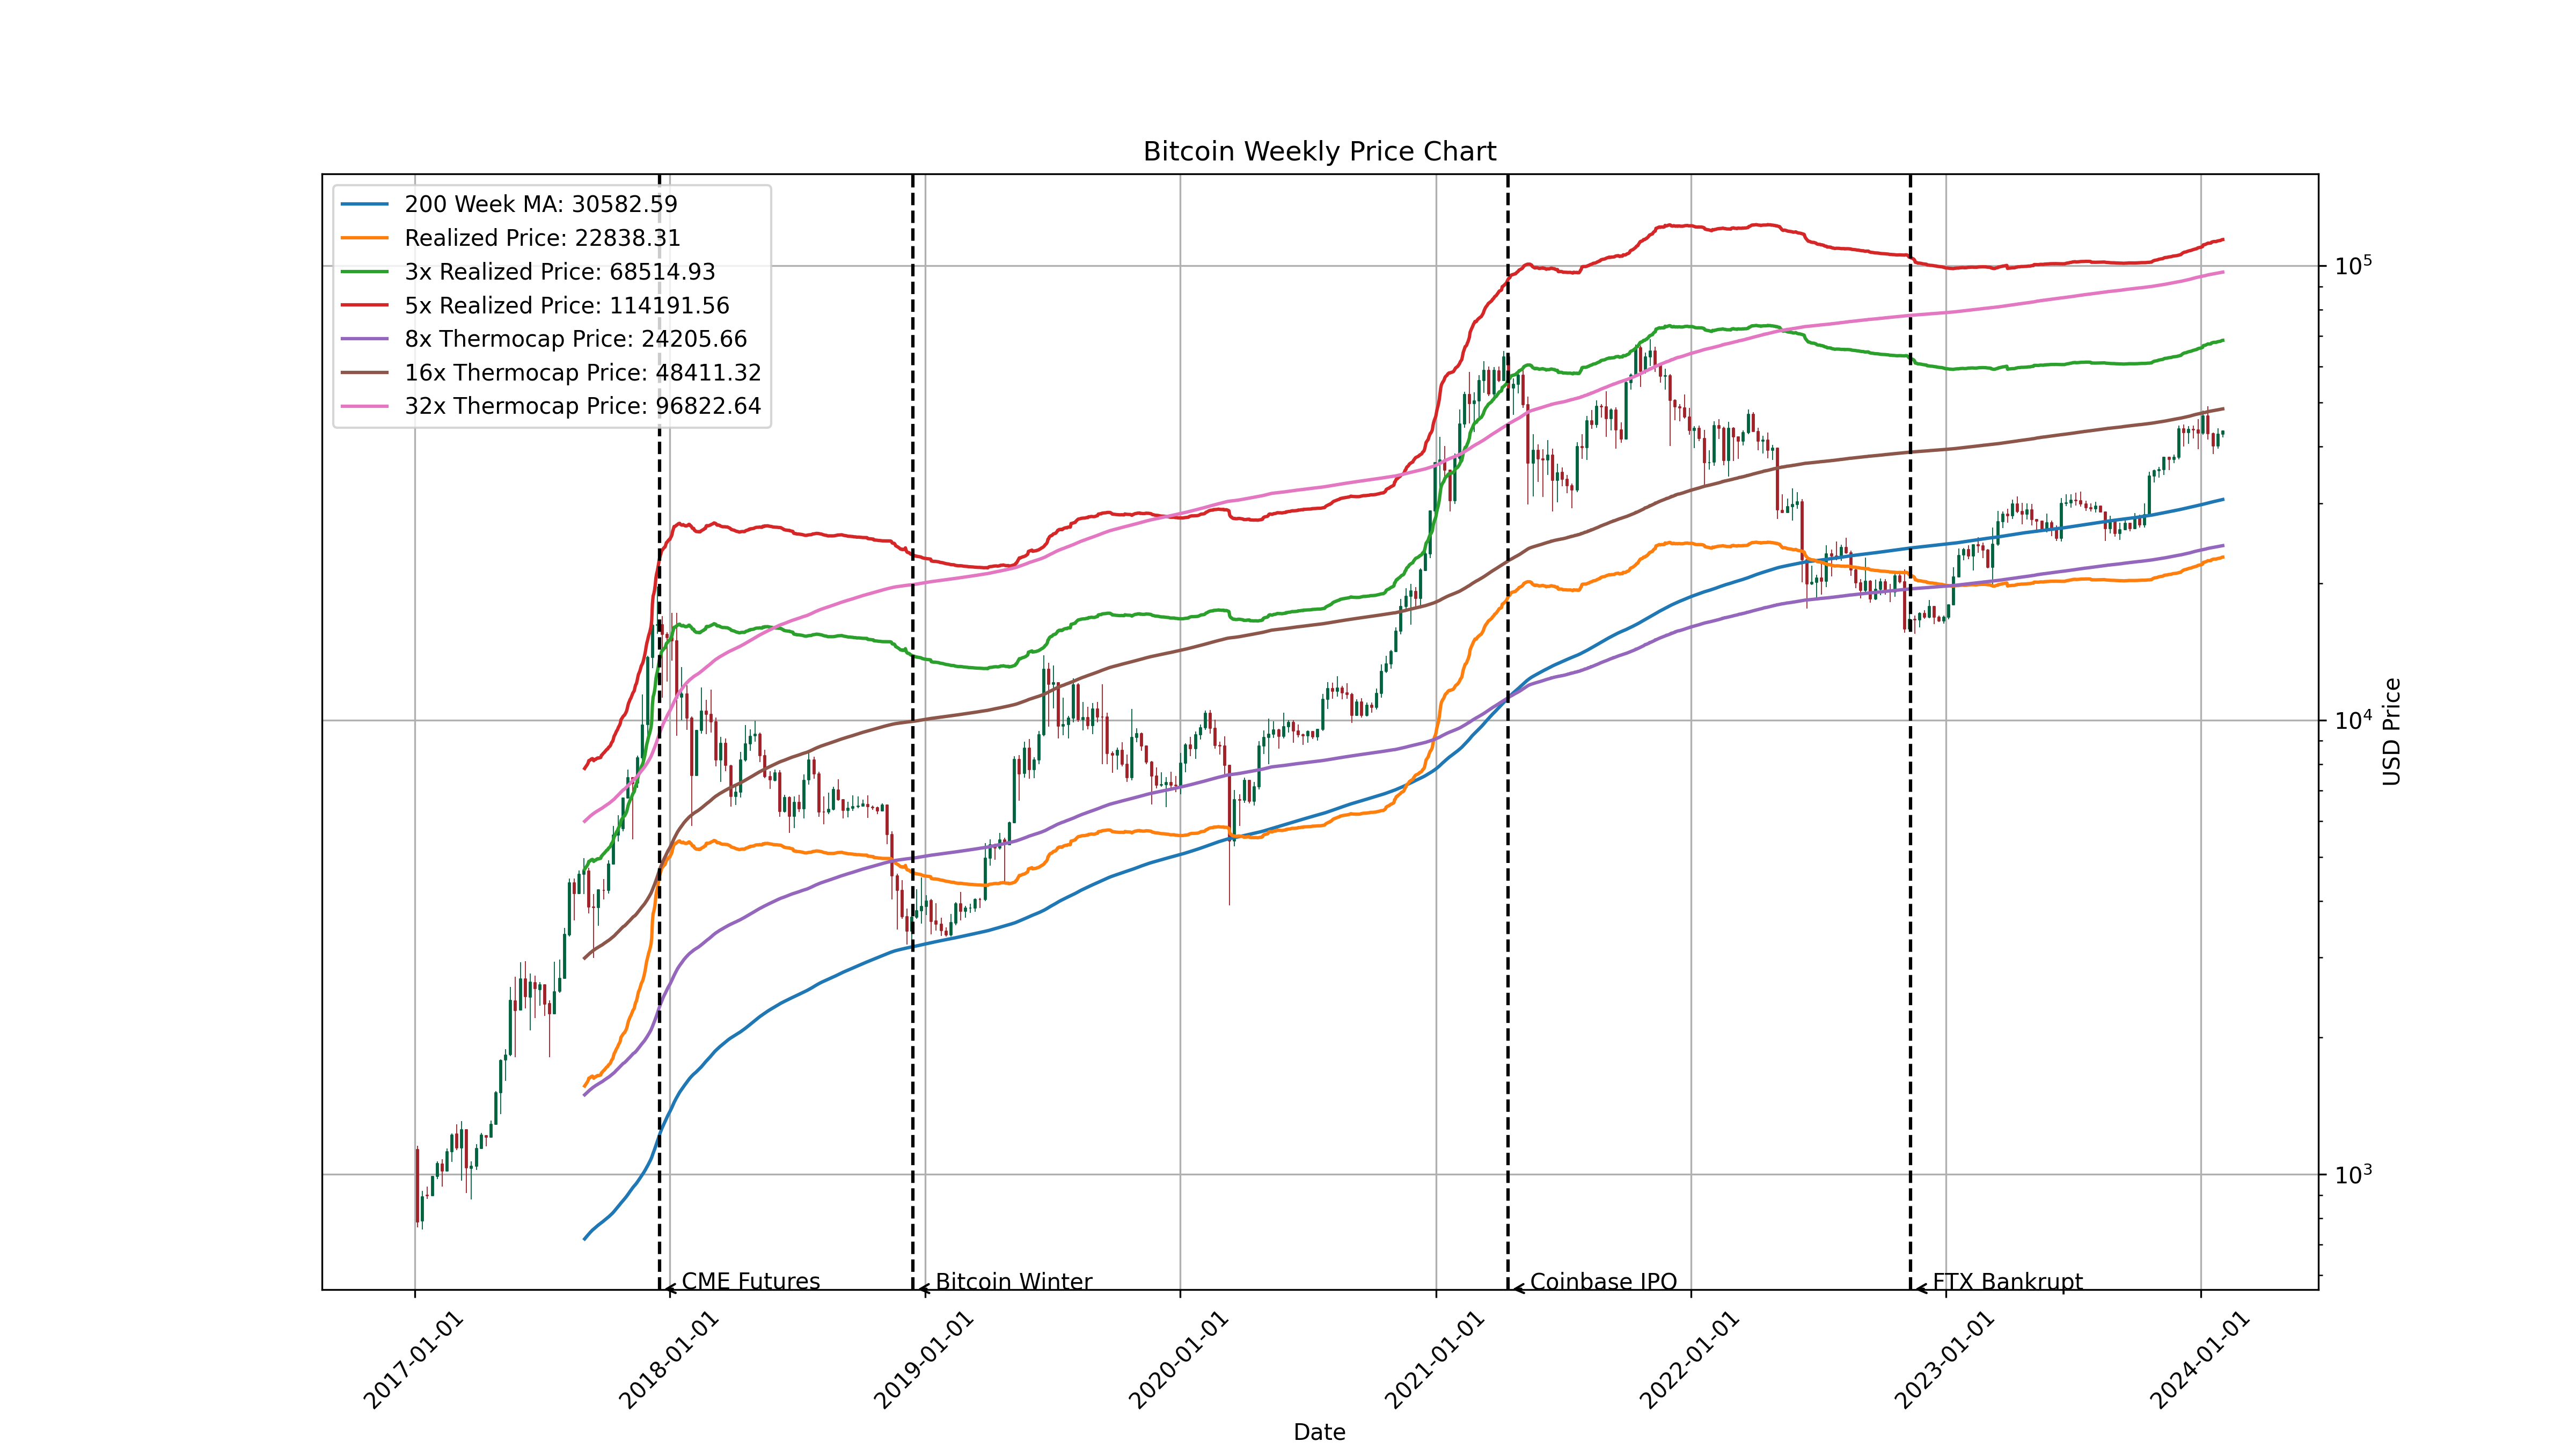 Bitcoin Weekly Price Chart
200 Week MA: 30582.59
Realized Price: 22838.31
3x Realized Price: 68514.93
5x Realized Price: 114191.56
8x Thermocap Price: 24205.66
16x Thermocap Price: 48411.32
32x Thermocap Price: 96822.64
10^5
10^4
10^3
USD Price
CME Futures
Bitcoin Winter
Coinbase IPO
FTX Bankrupt
2017-01-01
2018-01-01
2019-01-01
2020-01-01
2021-01-01
2022-01-01
2023-01-01
2024-01-01
Date